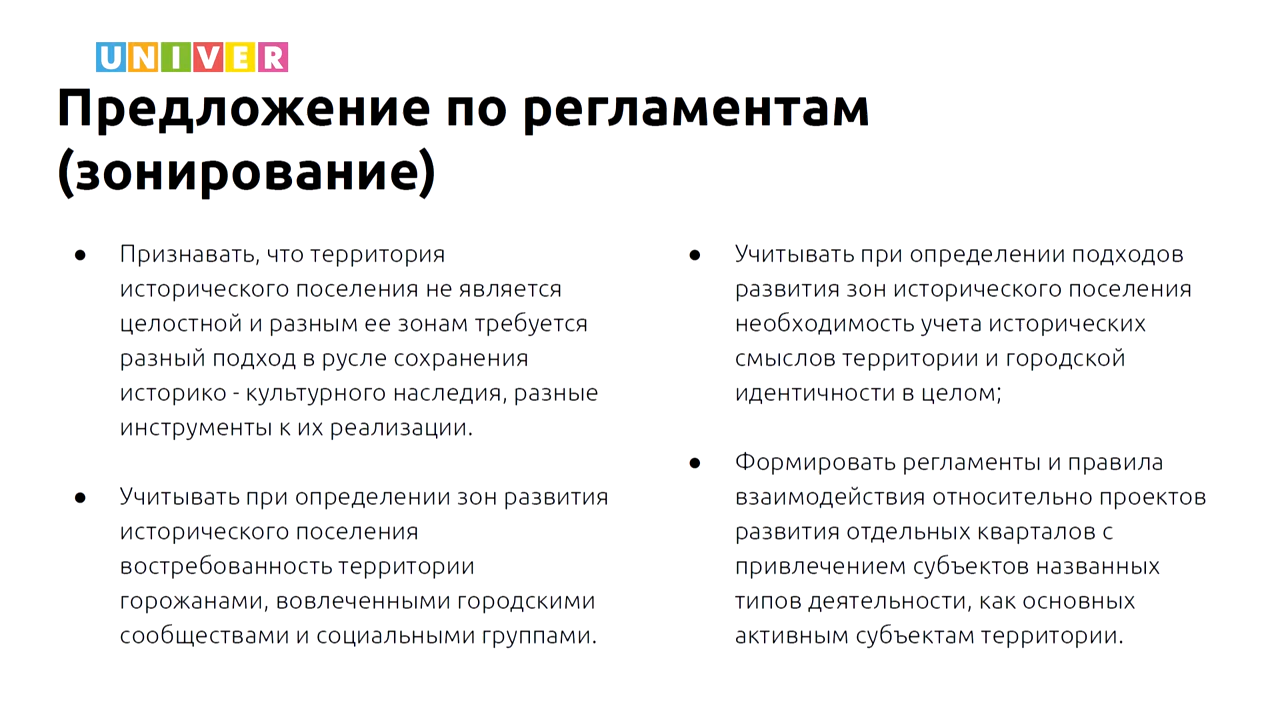 UNIVER
Предложение по регламентам
(зонирование)
● Признавать, что территория
исторического поселения не является
целостной и разным ее зонам требуется
разный подход в русле сохранения
историко - культурного наследия, разные
инструменты к их реализации.
● Учитывать при определении зон развития
исторического поселения
востребованность территории
горожанами, вовлеченными городскими
сообществами и социальными группами.
● Учитывать при определении подходов
развития зон исторического поселения
необходимость учета исторических
смыслов территории и городской
идентичности в целом;
● Формировать регламенты и правила
взаимодействия относительно проектов
развития отдельных кварталов с
привлечением субъектов названных
типов деятельности, как основных
активным субъектам территории.